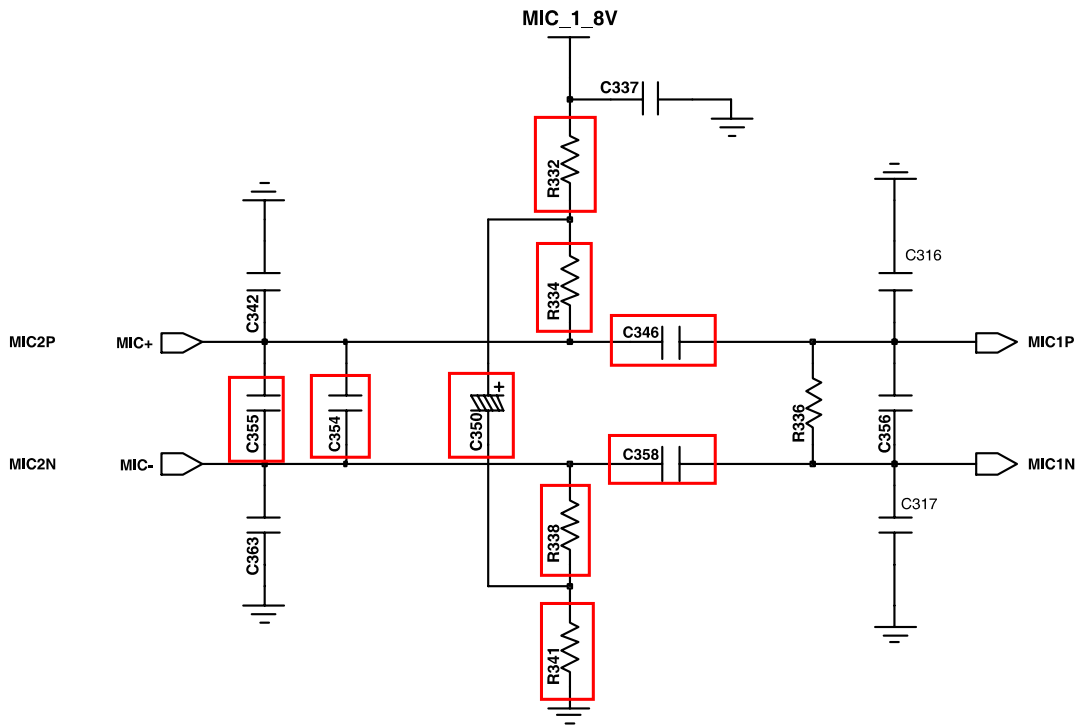 MIC_1_8V
C337
R332
C316
R334
C342
C346
MIC2P
MIC+
MIC1P
+
C355
C354
C350
R336
C356
MIC2N
MIC-
C358
MIC1N
C317
C363
R338
R341